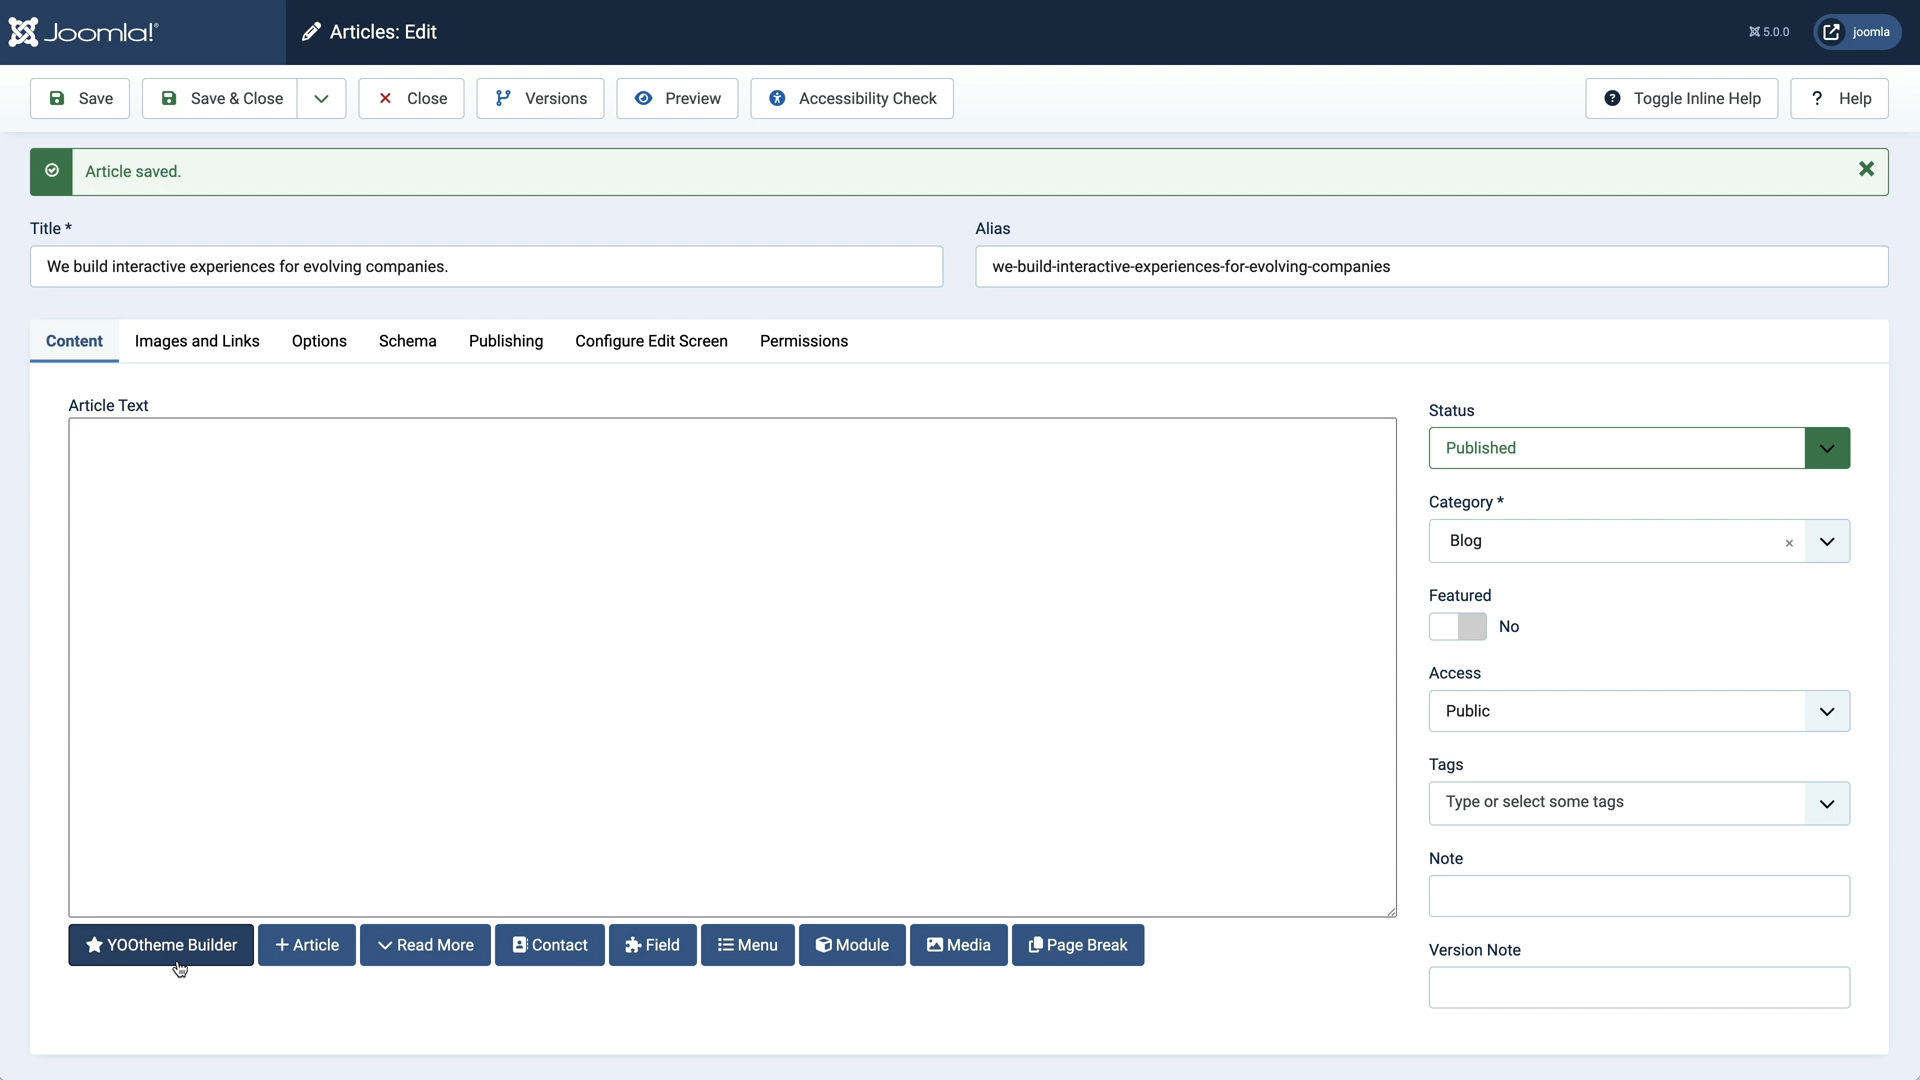 Joomla!®
Articles: Edit
5.0.0
joomla
Save
Save & Close
Close
Versions
Preview
Accessibility Check
Toggle Inline Help
? Help
Article saved.
Title *
Alias
We build interactive experiences for evolving companies.
we-build-interactive-experiences-for-evolving-companies
Content
Images and Links
Options
Schema
Publishing
Configure Edit Screen
Permissions
Article Text
Status
Published
Category *
Blog
Featured
No
Access
Public
Tags
Type or select some tags
Note
Version Note
YOOtheme Builder
+ Article
Read More
Contact
Field
Menu
Module
Media
Page Break